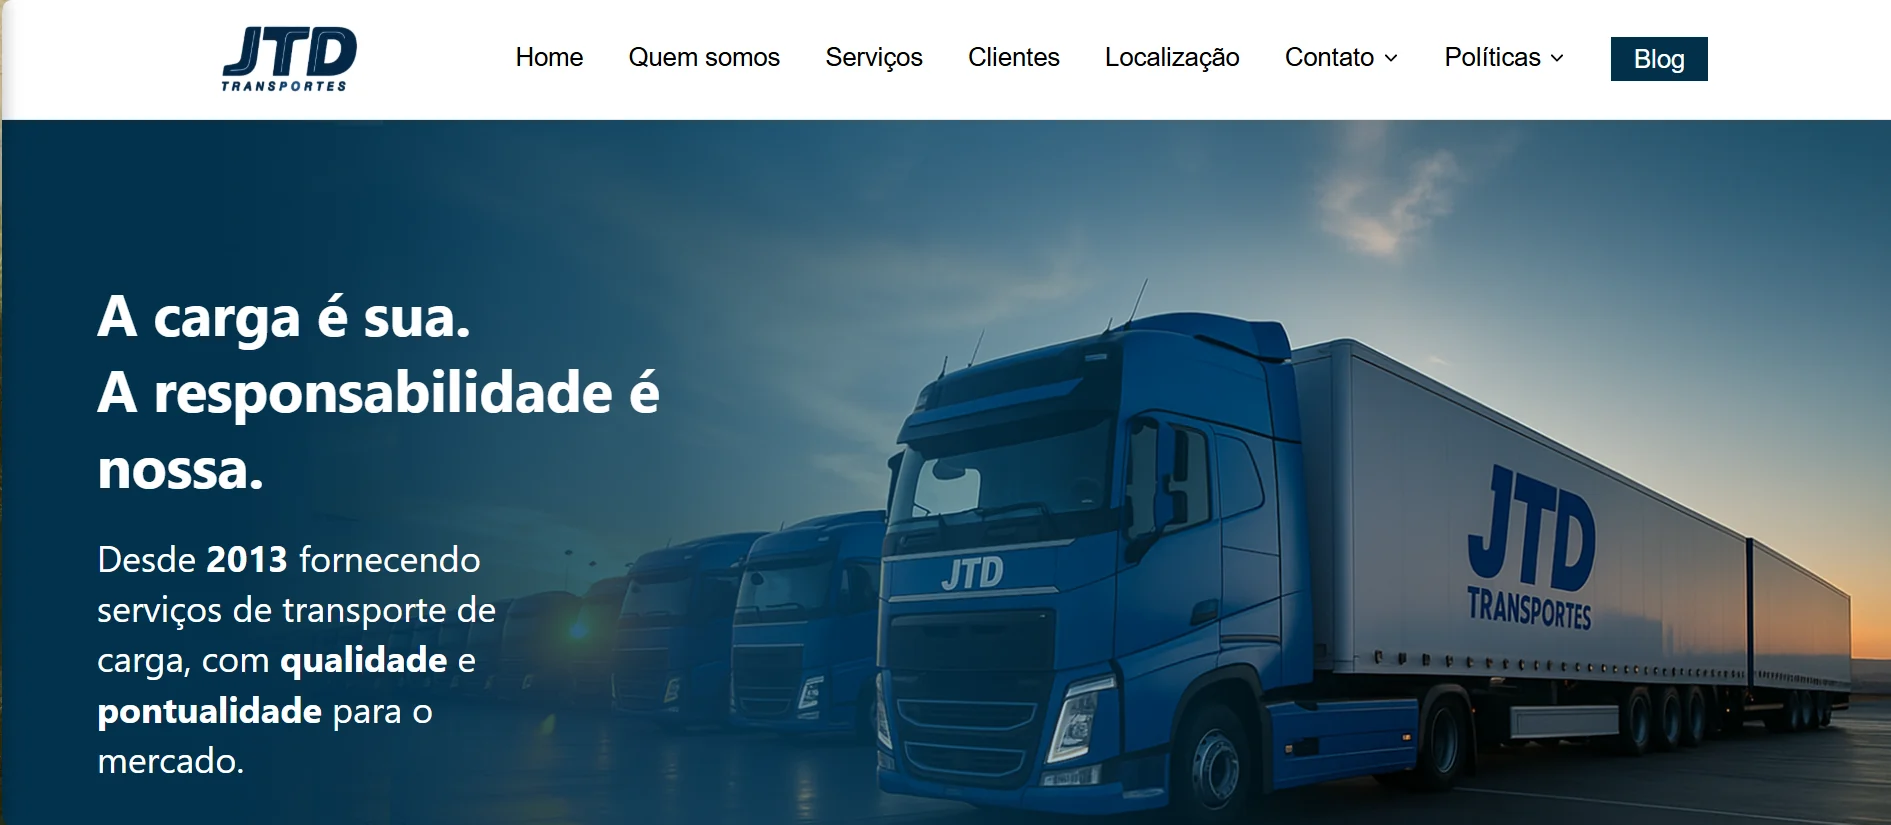 JTD
TRANSPORTES
Home
Quem somos
Serviços
Clientes
Localização
Contato
Políticas
Blog
A carga é sua.
A responsabilidade é
nossa.
Desde 2013 fornecendo
serviços de transporte de
carga, com qualidade e
pontualidade para o
mercado.
JTD
JTD
TRANSPORTES